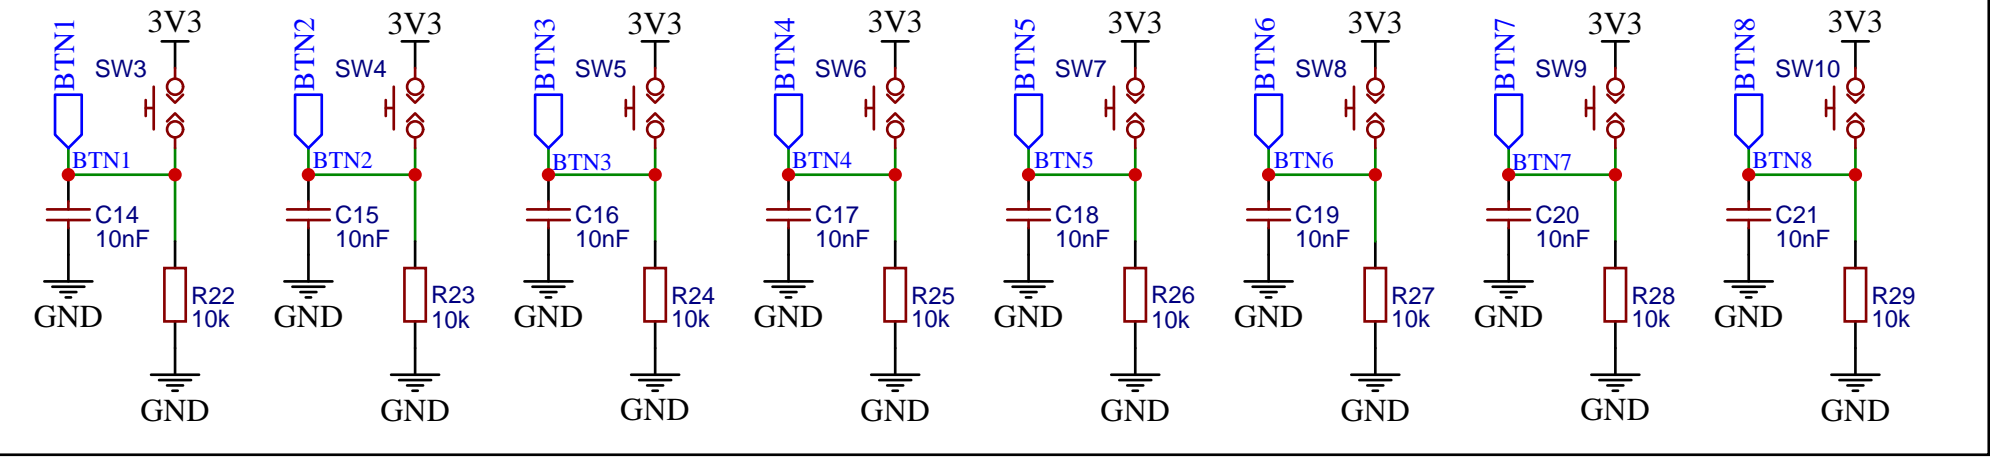 BTN1
3V3
SW3
BTN1
C14
10nF
GND
R22
10k
GND
BTN2
3V3
SW4
BTN2
C15
10nF
GND
R23
10k
GND
BTN3
3V3
SW5
BTN3
C16
10nF
GND
R24
10k
GND
BTN4
3V3
SW6
BTN4
C17
10nF
GND
R25
10k
GND
BTN5
3V3
SW7
BTN5
C18
10nF
GND
R26
10k
GND
BTN6
3V3
SW8
BTN6
C19
10nF
GND
R27
10k
GND
BTN7
3V3
SW9
BTN7
C20
10nF
GND
R28
10k
GND
BTN8
3V3
SW10
BTN8
C21
10nF
GND
R29
10k
GND